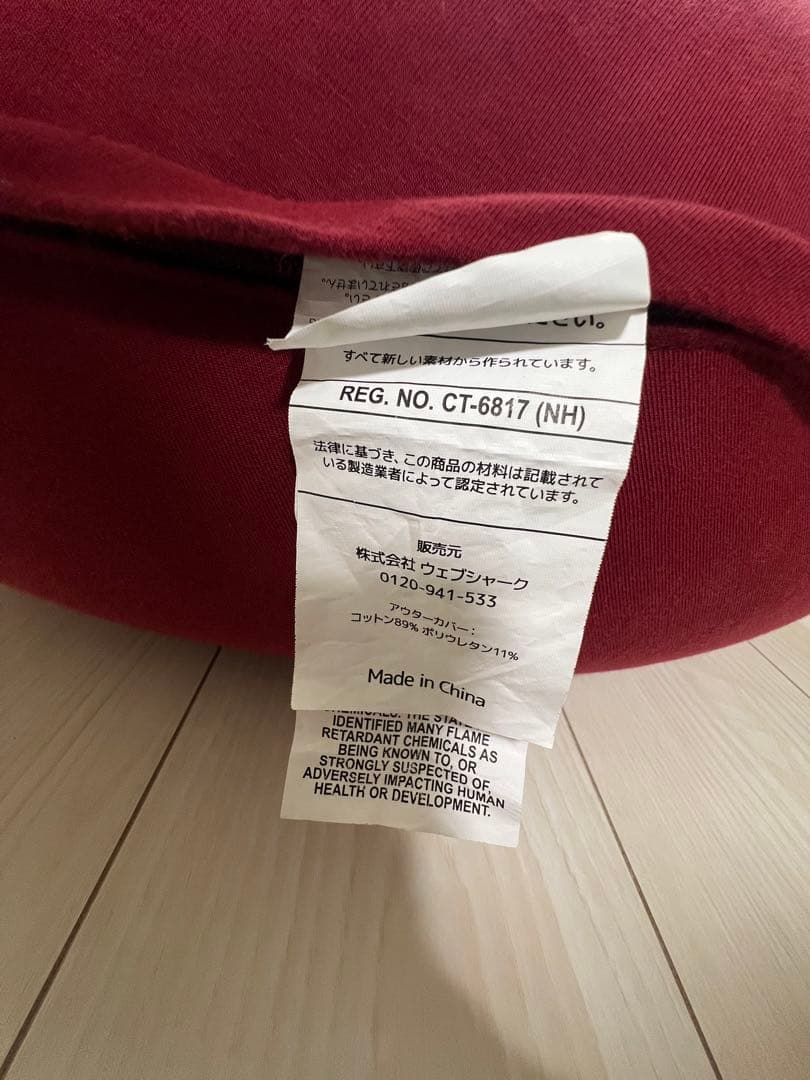 ださい。
すべて新しい素材から作られています。
REG. NO. CT-6817 (NH)
法律に基づき、この商品の材料は記載されて
いる製造業者によって認定されています。
販売元
株式会社 ウェブシャーク
0120-941-533
アウターカバー：
コットン89% ポリウレタン11%
Made in China
CHEMICALS. THE STATE
IDENTIFIED MANY FLAME
RETARDANT CHEMICALS AS
BEING KNOWN TO, OR
STRONGLY SUSPECTED OF,
ADVERSELY IMPACTING HUMAN
HEALTH OR DEVELOPMENT.